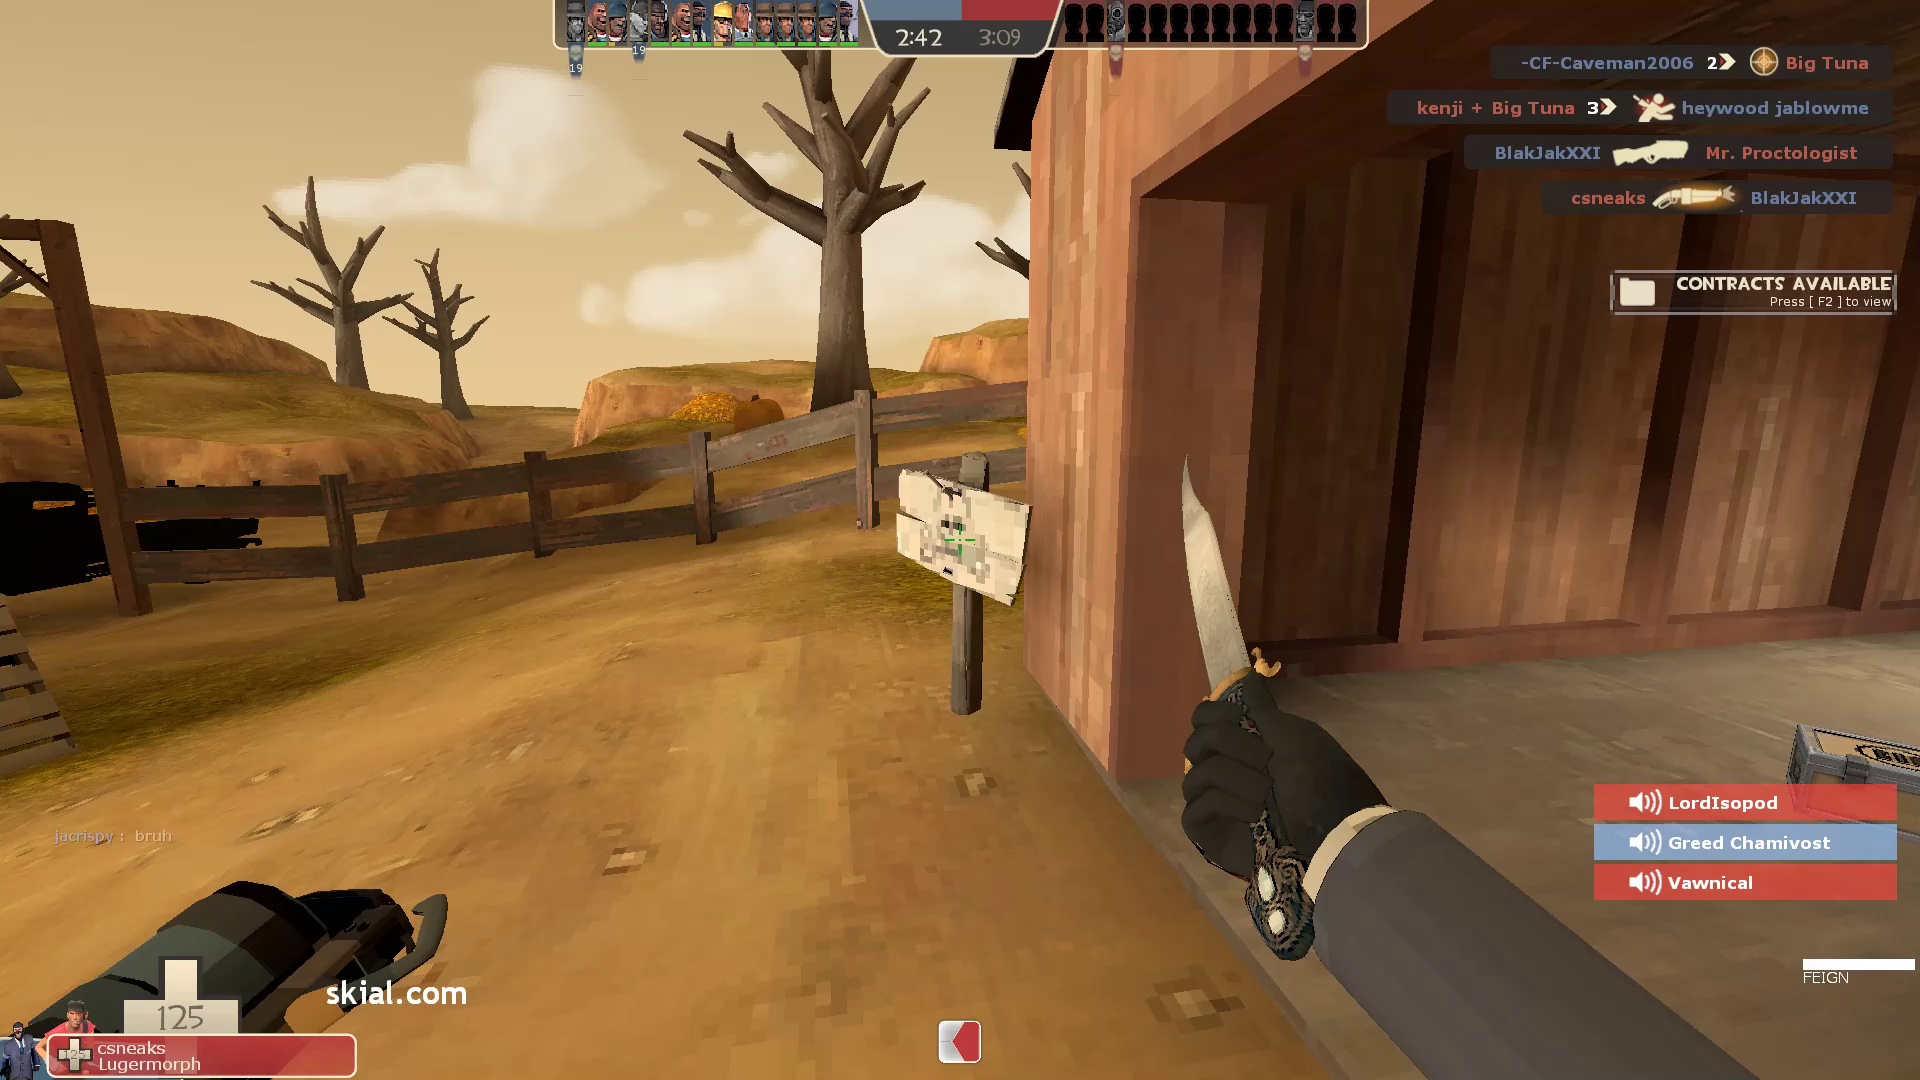 2:42 3:09
19
19
-CF-Caveman2006 2 Big Tuna
kenji + Big Tuna 3 heywood jablowme
BlakJakXXI Mr. Proctologist
csneaks BlakJakXXI
CONTRACTS AVAILABLE
Press [ F2 ] to view
LordIsopod
Greed Chamivost
Vawnical
jacrispy : bruh
FEIGN
skial.com
125
125
csneaks
Lugermorph